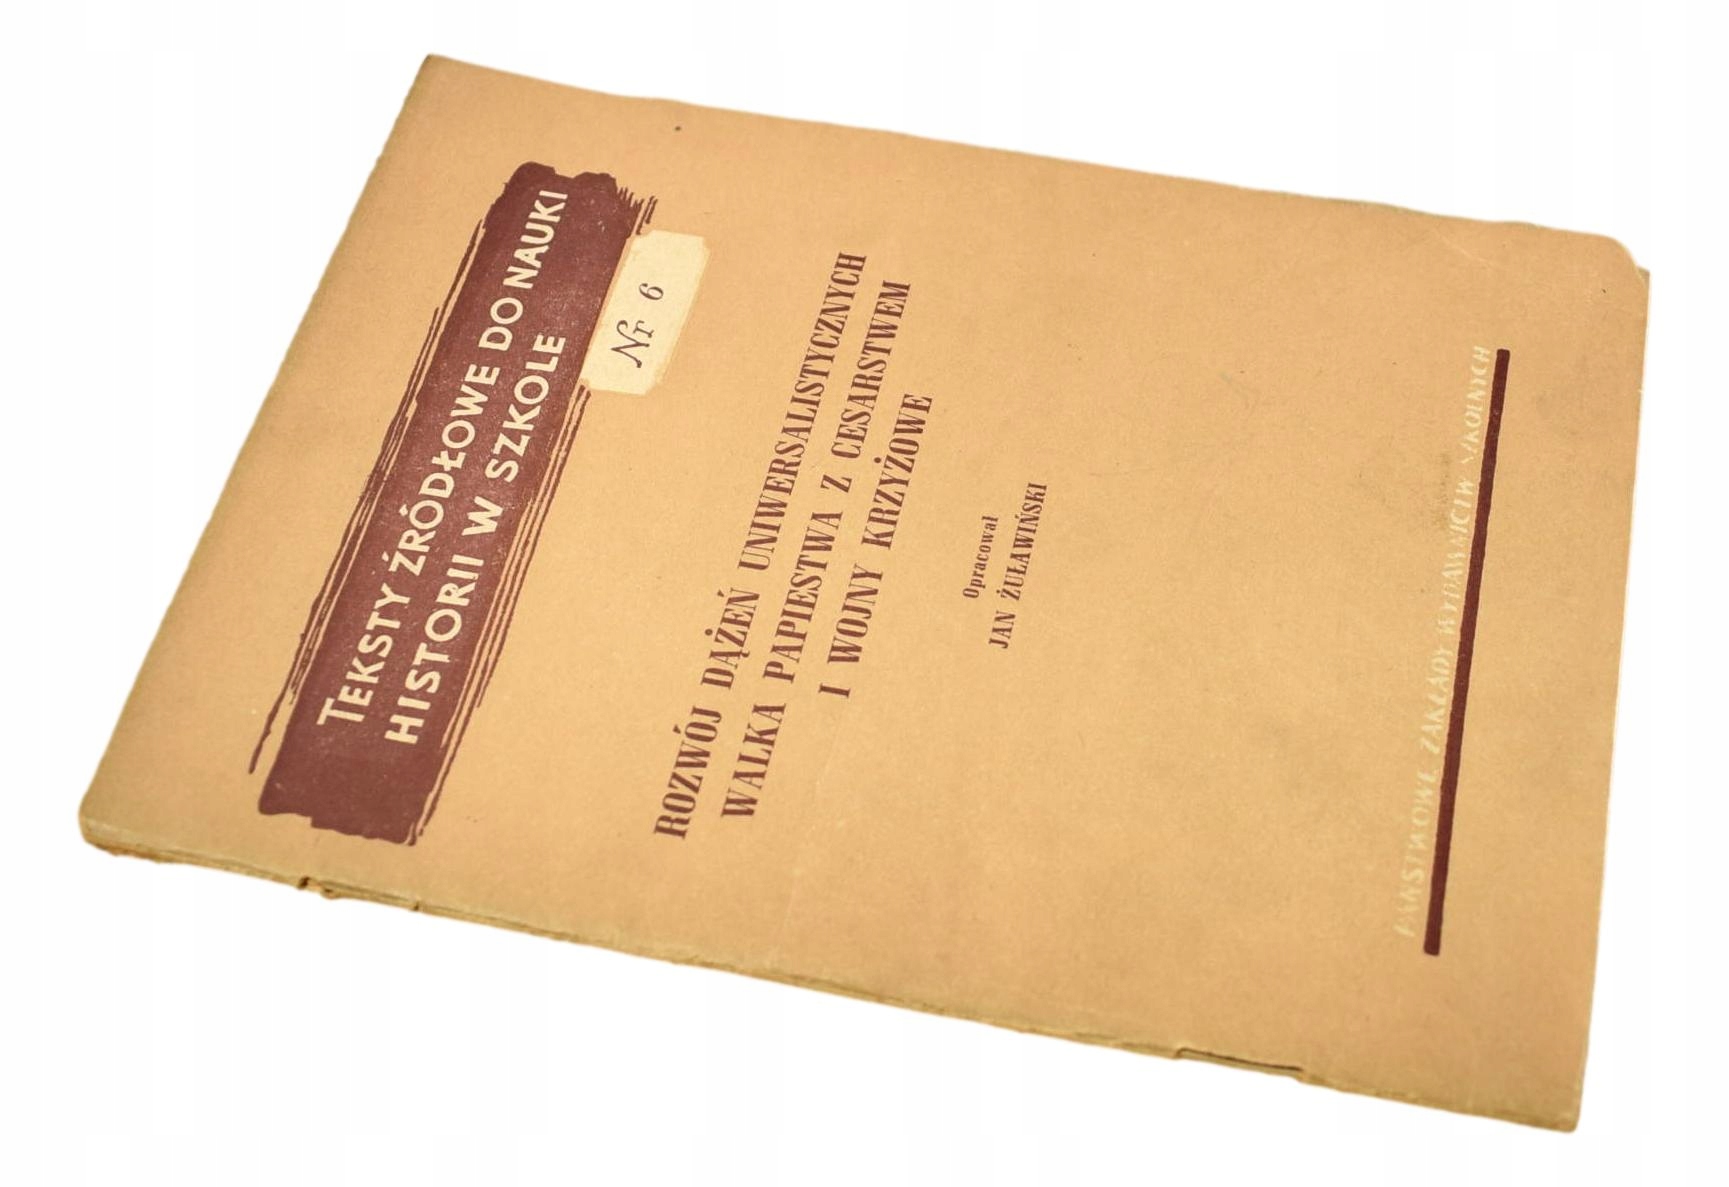 TEKSTY ŹRÓDŁOWE DO NAUKI
HISTORII W SZKOLE
Nr 6
ROZWÓJ DĄŻEŃ UNIWERSALISTYCZNYCH
WALKA PAPIESTWA Z CESARSTWEM
I WOJNY KRZYŻOWE
Opracował
JAN ŻUŁAWIŃSKI
PAŃSTWOWE ZAKŁADY WYDAWNICTW SZKOLNYCH